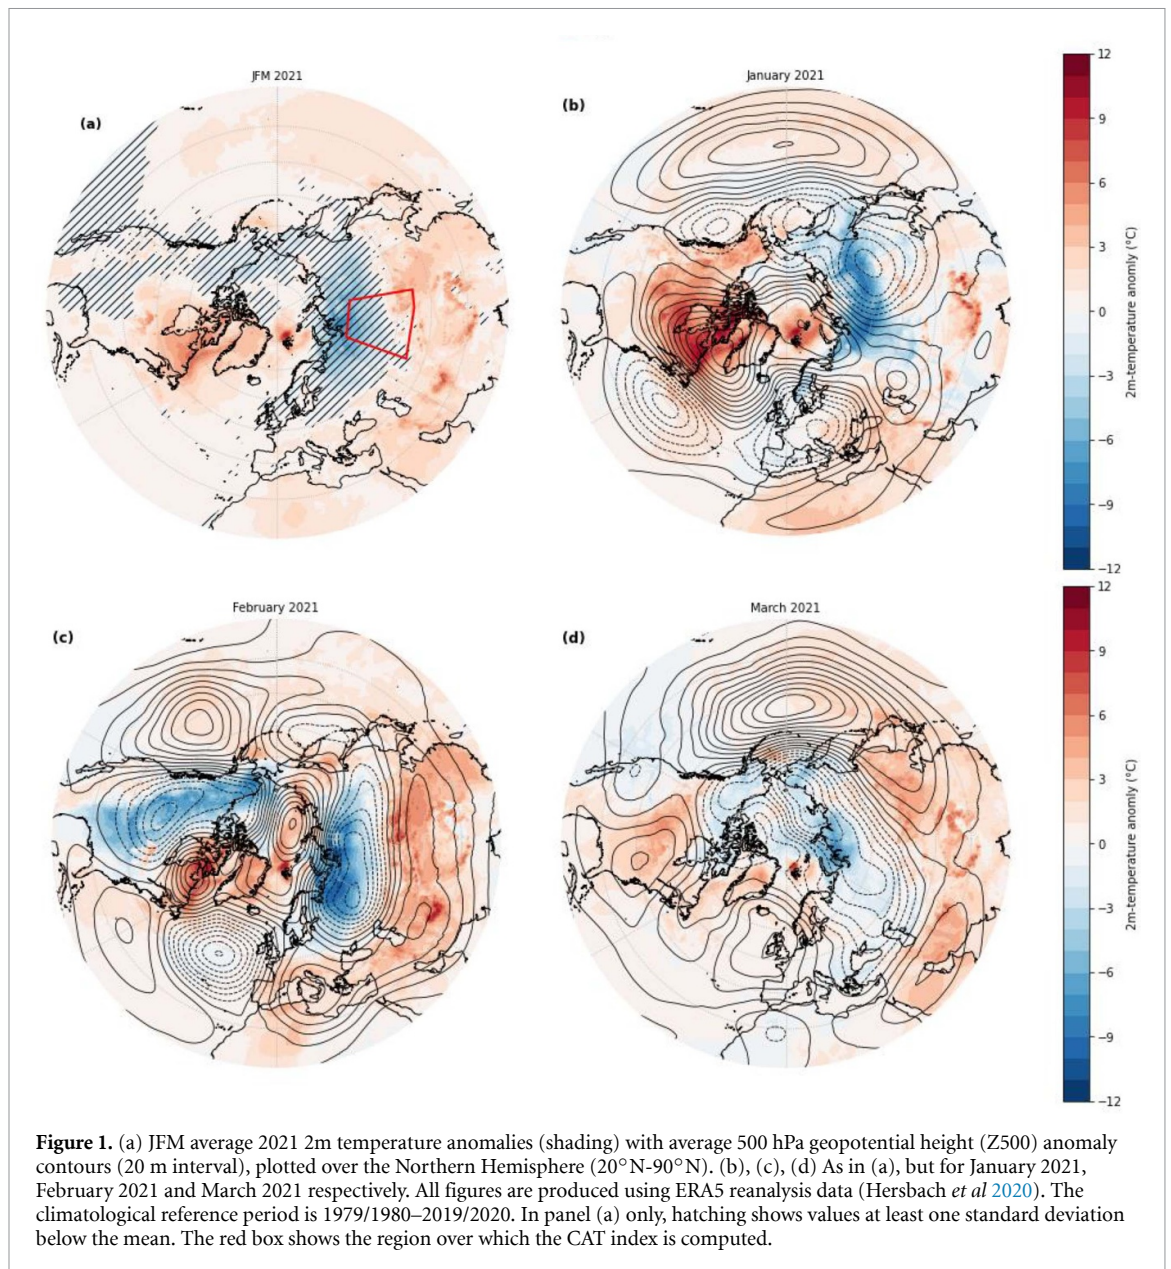 JFM 2021
January 2021
(a)
(b)
12
9
6
3
0
−3
−6
−9
−12
2m-temperature anomly (°C)
February 2021
March 2021
(c)
(d)
12
9
6
3
0
−3
−6
−9
−12
2m-temperature anomly (°C)
Figure 1. (a) JFM average 2021 2m temperature anomalies (shading) with average 500 hPa geopotential height (Z500) anomaly
contours (20 m interval), plotted over the Northern Hemisphere (20°N-90°N). (b), (c), (d) As in (a), but for January 2021,
February 2021 and March 2021 respectively. All figures are produced using ERA5 reanalysis data (Hersbach et al 2020). The
climatological reference period is 1979/1980–2019/2020. In panel (a) only, hatching shows values at least one standard deviation
below the mean. The red box shows the region over which the CAT index is computed.